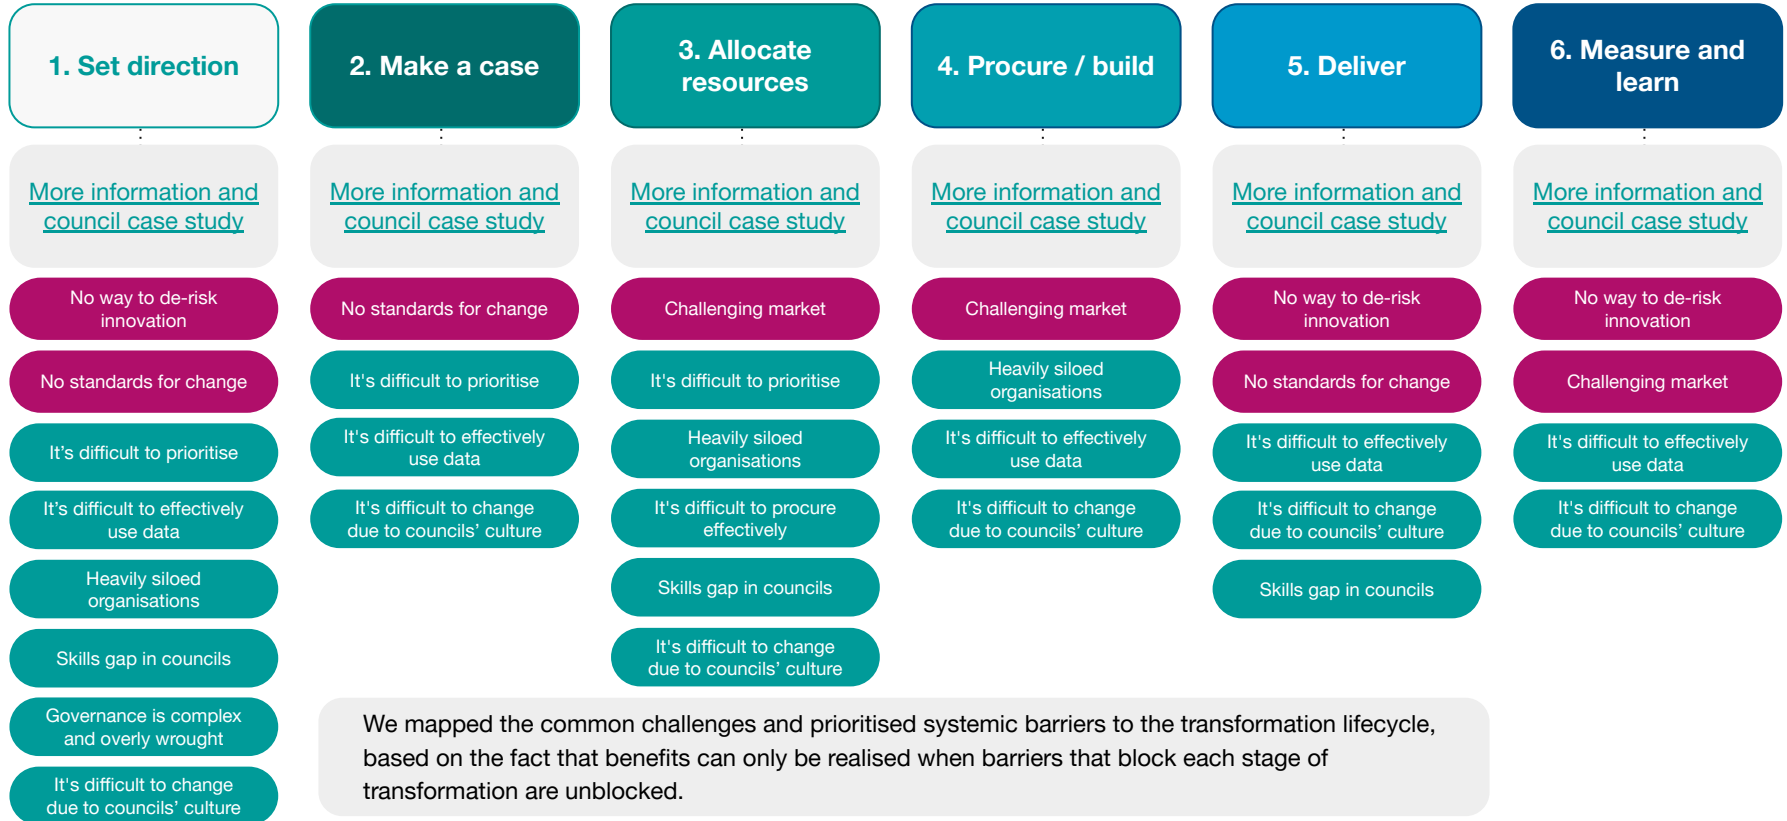 1. Set direction
More information and
council case study
No way to de-risk
innovation
No standards for change
It’s difficult to prioritise
It’s difficult to effectively
use data
Heavily siloed
organisations
Skills gap in councils
Governance is complex
and overly wrought
It's difficult to change
due to councils’ culture
2. Make a case
More information and
council case study
No standards for change
It's difficult to prioritise
It's difficult to effectively
use data
It's difficult to change
due to councils’ culture
3. Allocate
resources
More information and
council case study
Challenging market
It's difficult to prioritise
Heavily siloed
organisations
It's difficult to procure
effectively
Skills gap in councils
It's difficult to change
due to councils’ culture
4. Procure / build
More information and
council case study
Challenging market
Heavily siloed
organisations
It's difficult to effectively
use data
It's difficult to change
due to councils’ culture
5. Deliver
More information and
council case study
No way to de-risk
innovation
No standards for change
It's difficult to effectively
use data
It's difficult to change
due to councils’ culture
Skills gap in councils
6. Measure and
learn
More information and
council case study
No way to de-risk
innovation
Challenging market
It's difficult to effectively
use data
It's difficult to change
due to councils’ culture
We mapped the common challenges and prioritised systemic barriers to the transformation lifecycle,
based on the fact that benefits can only be realised when barriers that block each stage of
transformation are unblocked.